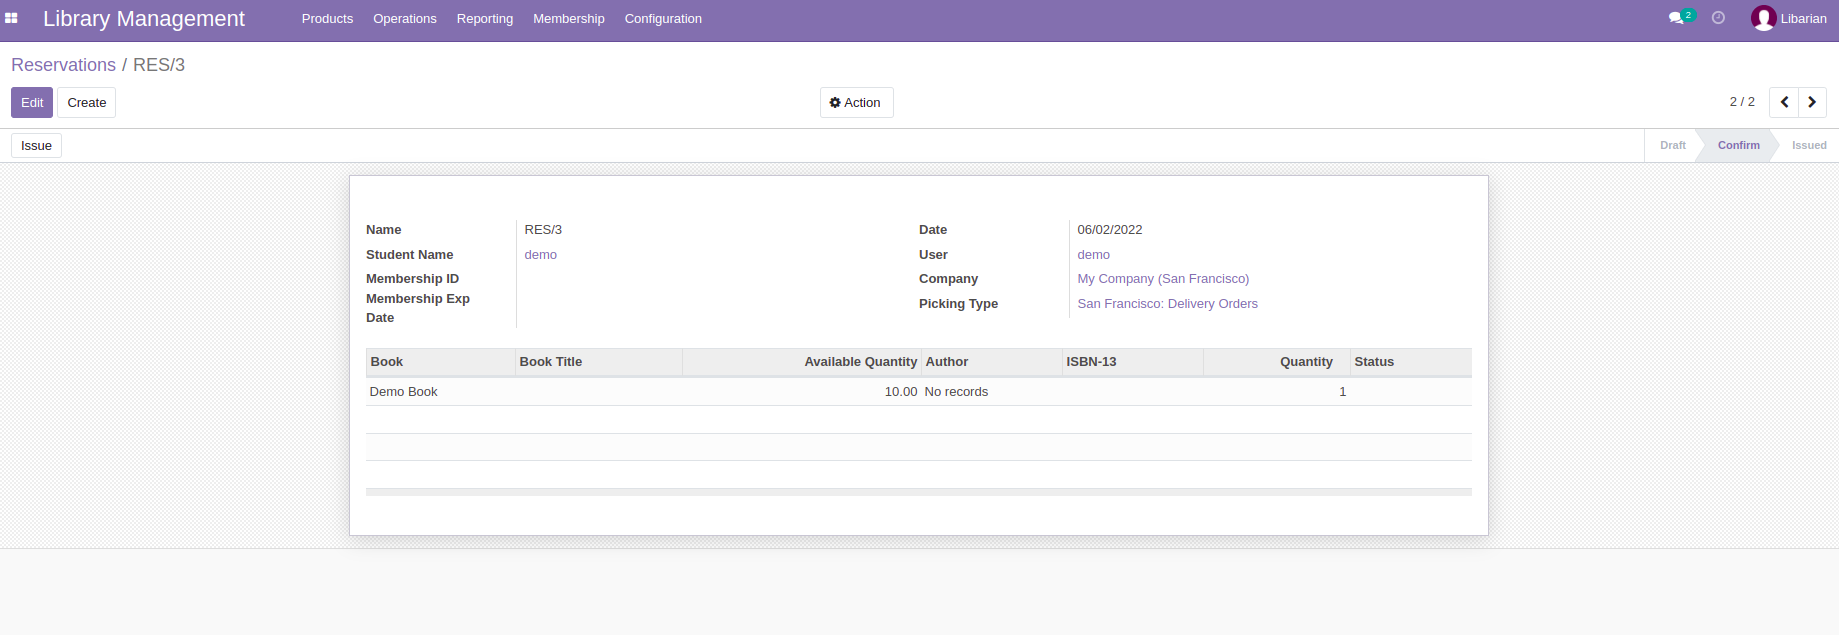 Library Management Products Operations Reporting Membership Configuration 2 Libarian
Reservations / RES/3
Edit Create Action 2 / 2
Issue Draft Confirm Issued
Name RES/3 Date 06/02/2022
Student Name demo User demo
Membership ID Company My Company (San Francisco)
Membership Exp
Date
Picking Type San Francisco: Delivery Orders
Book Book Title Available Quantity Author ISBN-13 Quantity Status
Demo Book 10.00 No records 1